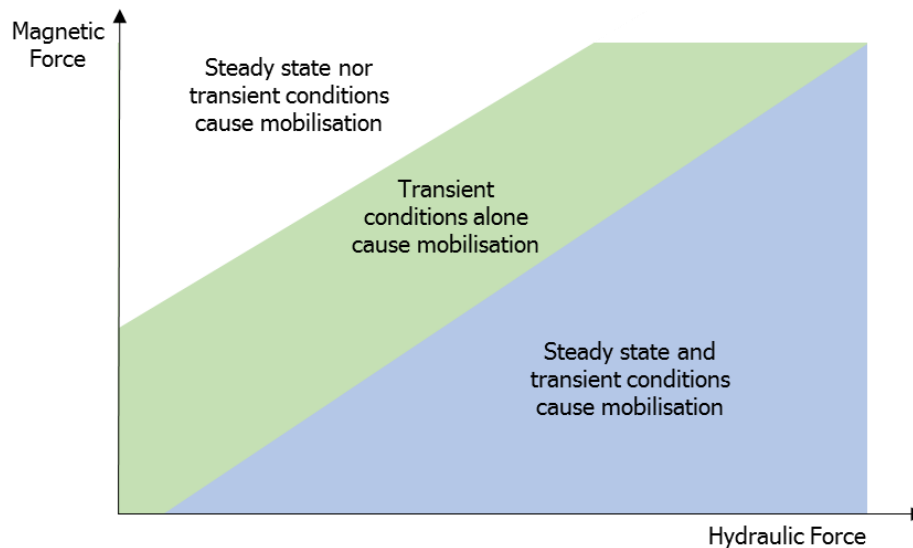 Magnetic
Force
Steady state nor
transient conditions
cause mobilisation
Transient
conditions alone
cause mobilisation
Steady state and
transient conditions
cause mobilisation
Hydraulic Force